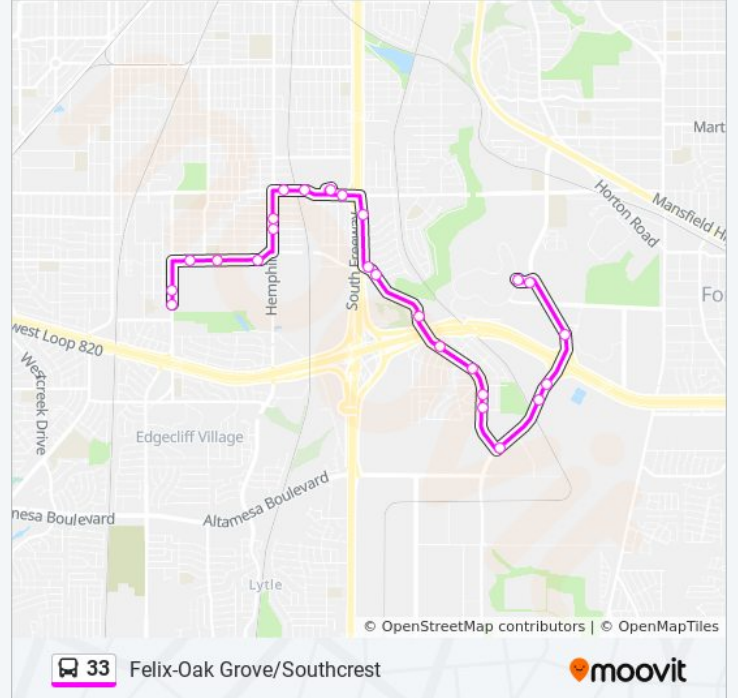 Mart
Horton Road
Mansfield Hi
South Freeway
Hemphill
Fo
west Loop 820
Westcreek Drive
Edgecliff Village
nesa Boulevard
Altamesa Boulevard
Lytle
© OpenStreetMap contributors | © OpenMapTiles
33 Felix-Oak Grove/Southcrest
moovit